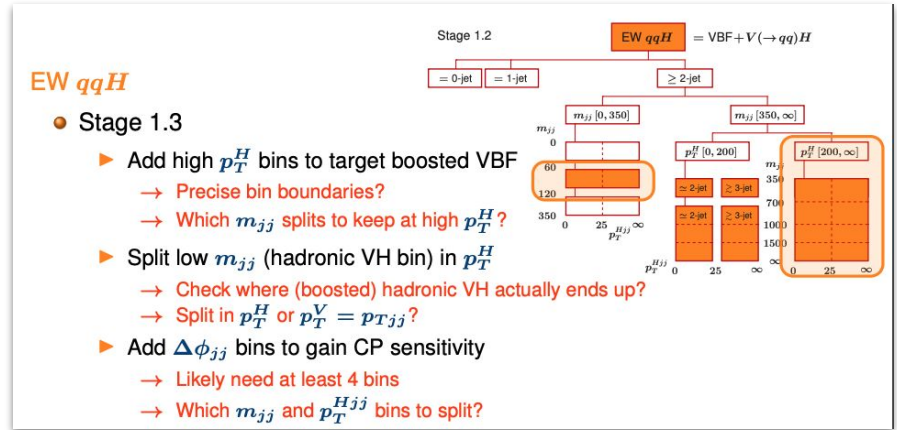 Stage 1.2
EW qqH
= VBF+V(→qq)H
= 0-jet
= 1-jet
≥ 2-jet
m_jj [0, 350]
m_jj [350, ∞]
m_jj
0
60
120
350
0 25 ∞
p_T^Hjj
p_T^H [0, 200]
p_T^H [200, ∞]
≃ 2-jet
≥ 3-jet
≃ 2-jet
≥ 3-jet
m_jj
350
700
1000
1500
∞
p_T^Hjj 0 25 ∞
0 25 ∞
EW qqH
Stage 1.3
Add high p_T^H bins to target boosted VBF
→ Precise bin boundaries?
→ Which m_jj splits to keep at high p_T^H?
Split low m_jj (hadronic VH bin) in p_T^H
→ Check where (boosted) hadronic VH actually ends up?
→ Split in p_T^H or p_T^V = p_Tjj?
Add Δϕ_jj bins to gain CP sensitivity
→ Likely need at least 4 bins
→ Which m_jj and p_T^Hjj bins to split?